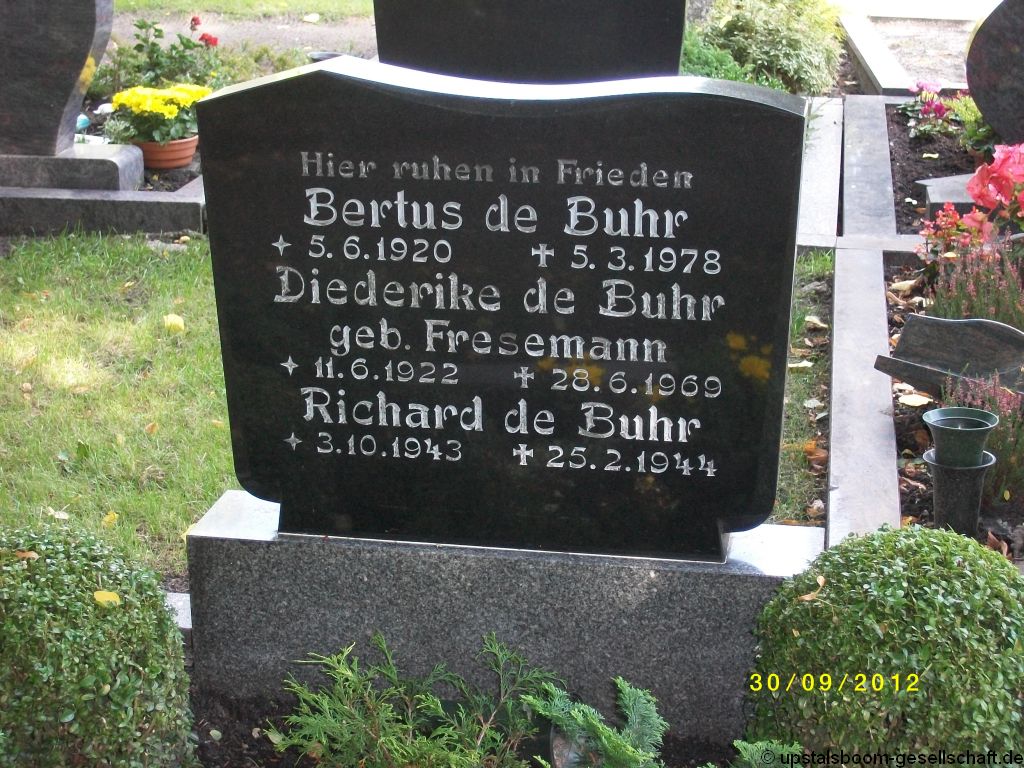 Hier ruhen in Frieden
Bertus de Buhr
5.6.1920 ✝ 5.3.1978
Diederike de Buhr
geb. Fresemann
11.6.1922 ✝ 28.6.1969
Richard de Buhr
3.10.1943 ✝ 25.2.1944
30/09/2012
© upstalsboom-gesellschaft.de